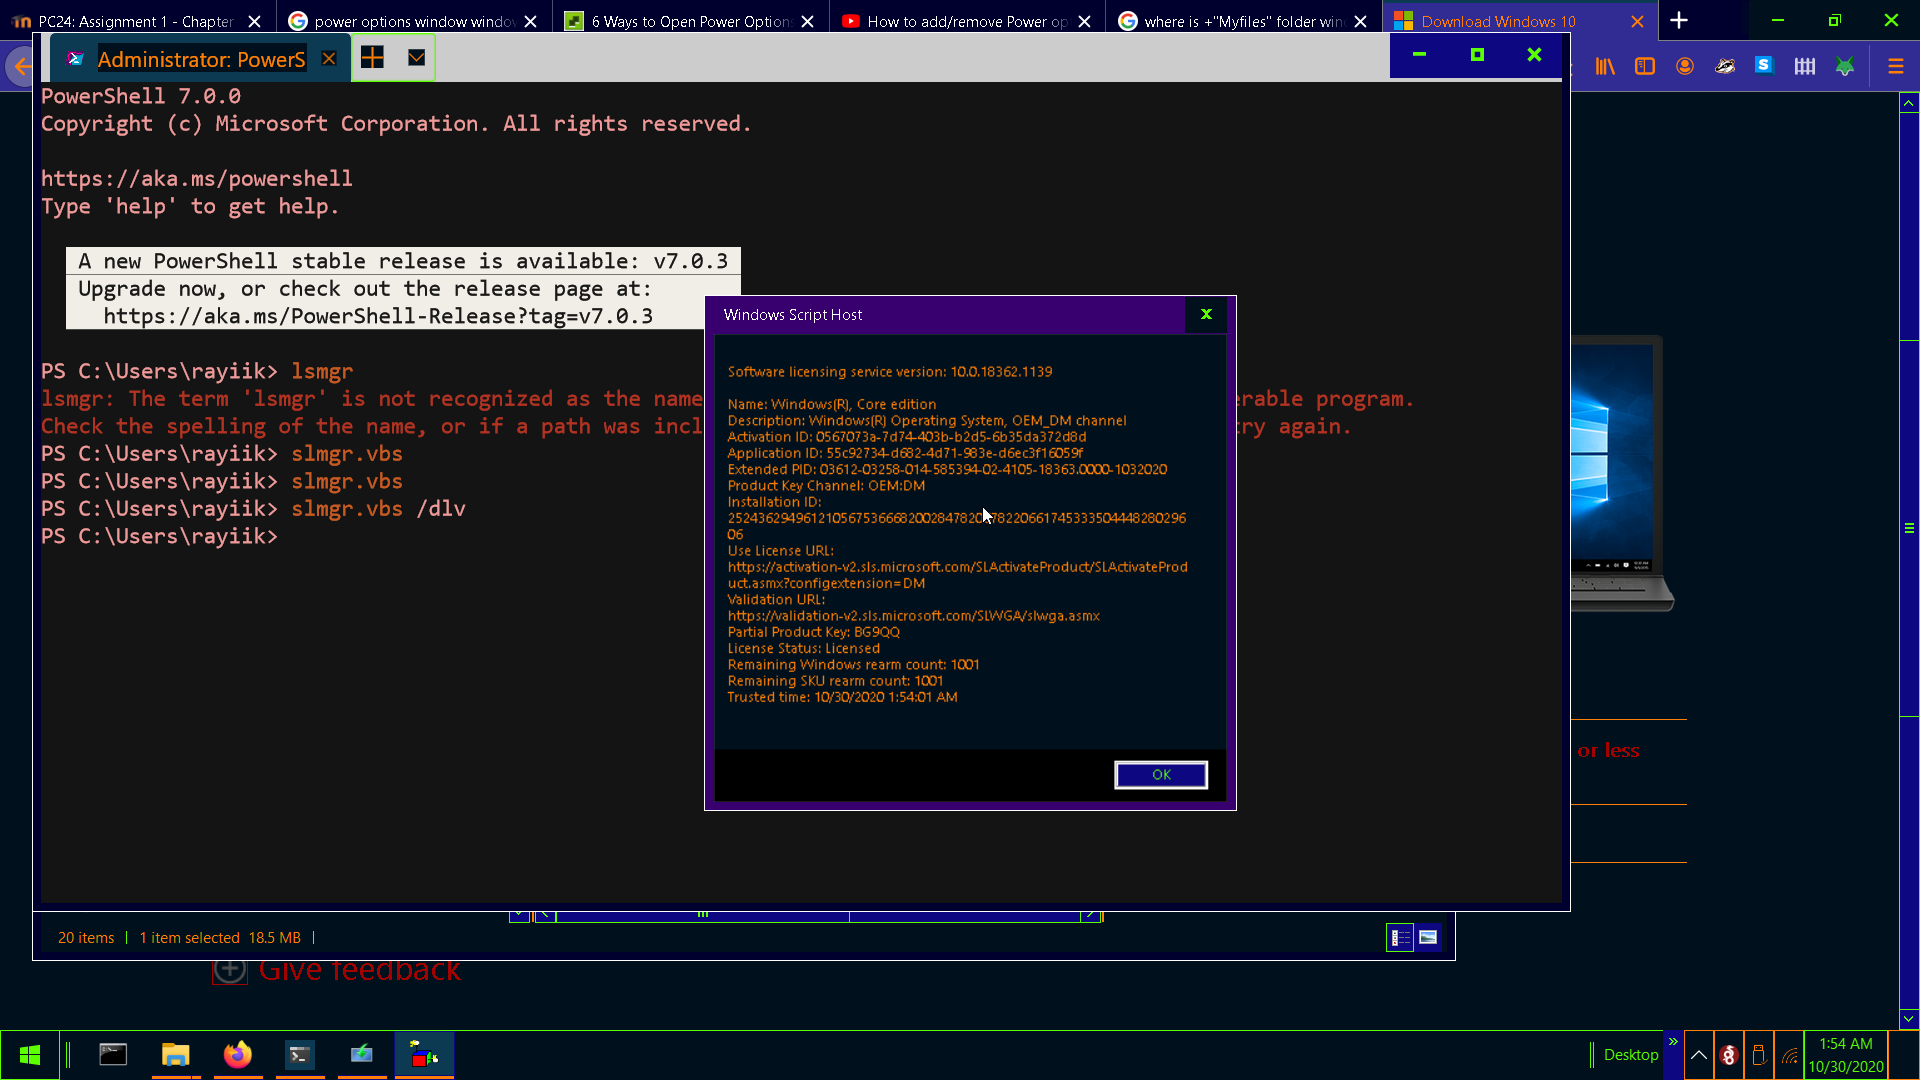 PC24: Assignment 1 - Chapter
power options window windo
6 Ways to Open Power Options
How to add/remove Power op
where is +"Myfiles" folder win
Download Windows 10
Administrator: PowerS
PowerShell 7.0.0
Copyright (c) Microsoft Corporation. All rights reserved.
https://aka.ms/powershell
Type 'help' to get help.
A new PowerShell stable release is available: v7.0.3
Upgrade now, or check out the release page at:
https://aka.ms/PowerShell-Release?tag=v7.0.3
PS C:\Users\rayiik> lsmgr
lsmgr: The term 'lsmgr' is not recognized as the name erable program.
Check the spelling of the name, or if a path was incl try again.
PS C:\Users\rayiik> slmgr.vbs
PS C:\Users\rayiik> slmgr.vbs
PS C:\Users\rayiik> slmgr.vbs /dlv
PS C:\Users\rayiik>
Windows Script Host
Software licensing service version: 10.0.18362.1139
Name: Windows(R), Core edition
Description: Windows(R) Operating System, OEM_DM channel
Activation ID: 0567073a-7d74-403b-b2d5-6b35da372d8d
Application ID: 55c92734-d682-4d71-983e-d6ec3f16059f
Extended PID: 03612-03258-014-585394-02-4105-18363.0000-1032020
Product Key Channel: OEM:DM
Installation ID:
06
Use License URL:
https://activation-v2.sls.microsoft.com/SLActivateProduct/SLActivateProd
uct.asmx?configextension=DM
Validation URL:
https://validation-v2.sls.microsoft.com/SLWGA/slwga.asmx
Partial Product Key: BG9QQ
License Status: Licensed
Remaining Windows rearm count: 1001
Remaining SKU rearm count: 1001
Trusted time: 10/30/2020 1:54:01 AM
OK
or less
20 items
1 item selected 18.5 MB
Give feedback
Desktop
1:54 AM
10/30/2020